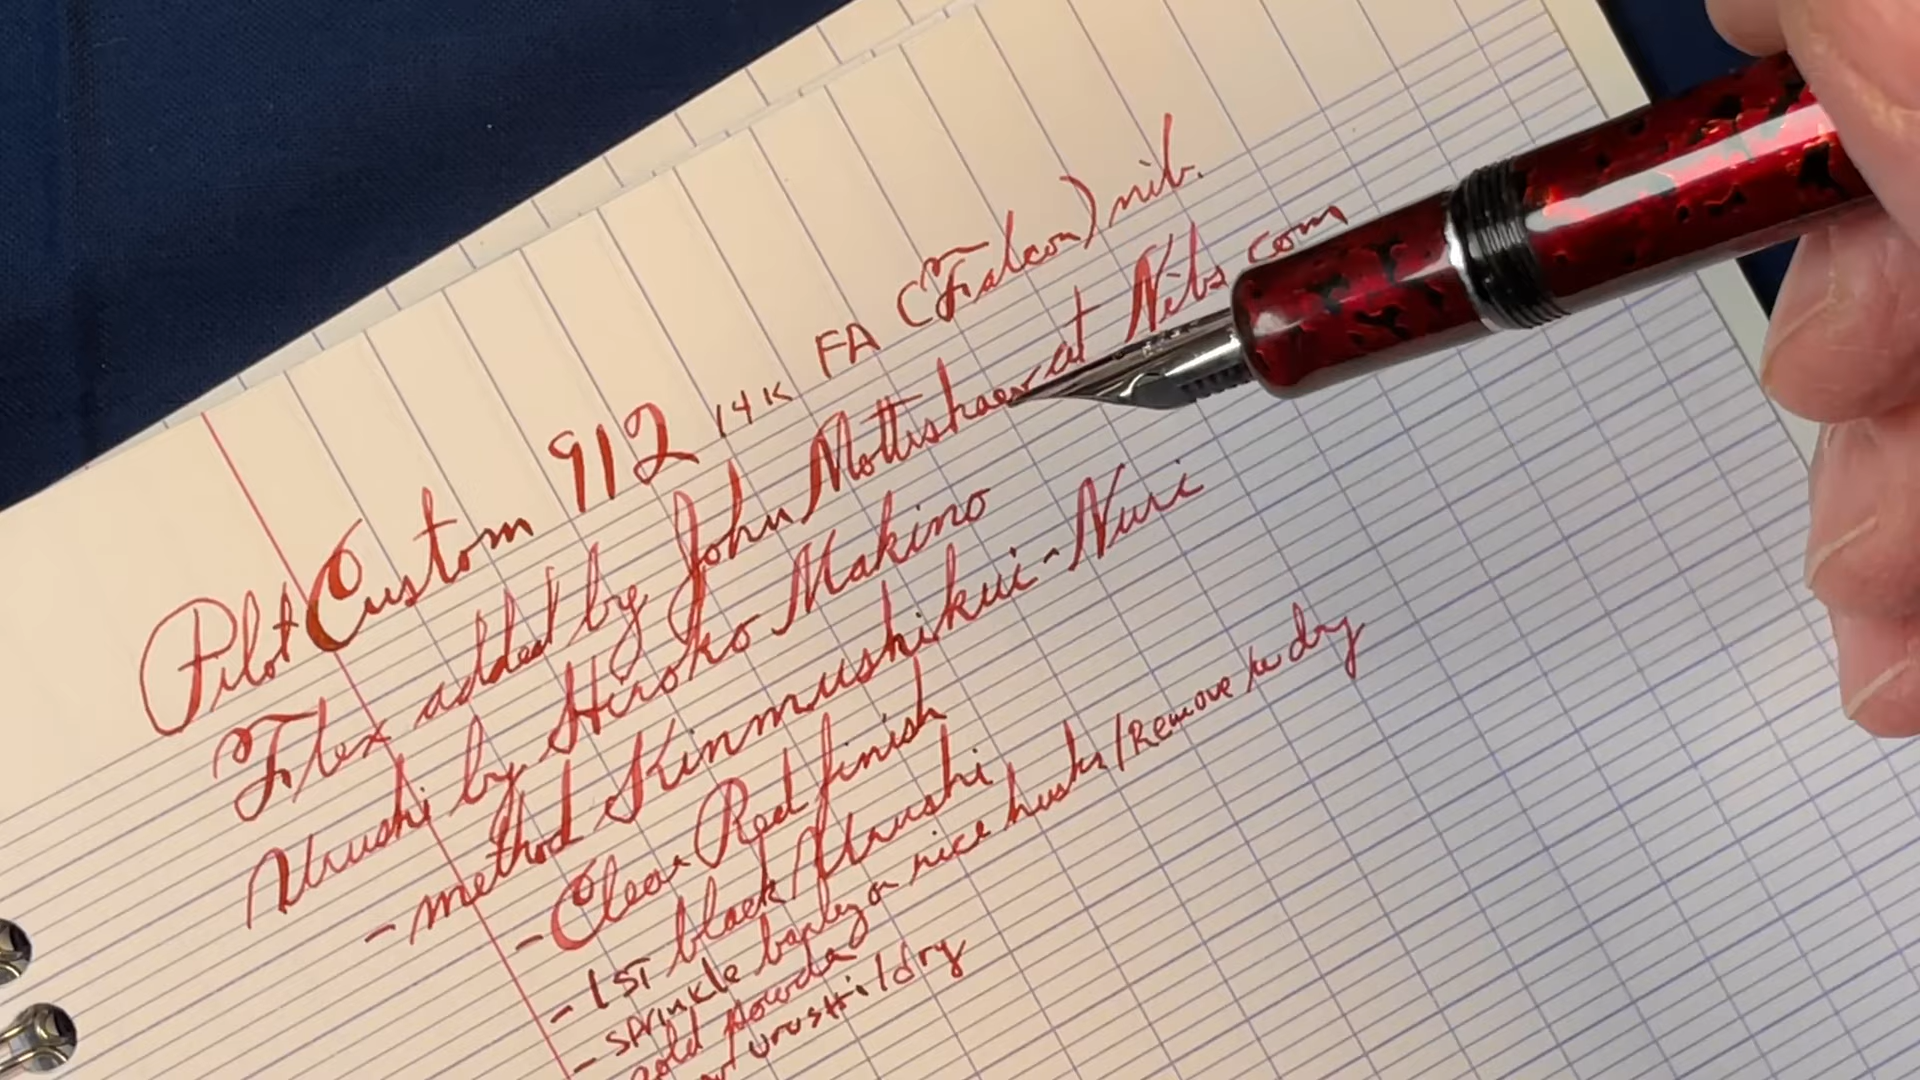 Pilot Custom 912 14K FA (Falcon) nib.
Flex added by John Mottishaw at Nibs com
Urushi by Hiroko Makino
- method Kinmushikui-Nuri
- Clear Red finish
- 1ST black Urushi
- sprinkle barley or rice husks/Remove to dry
gold powder
urushi/dry